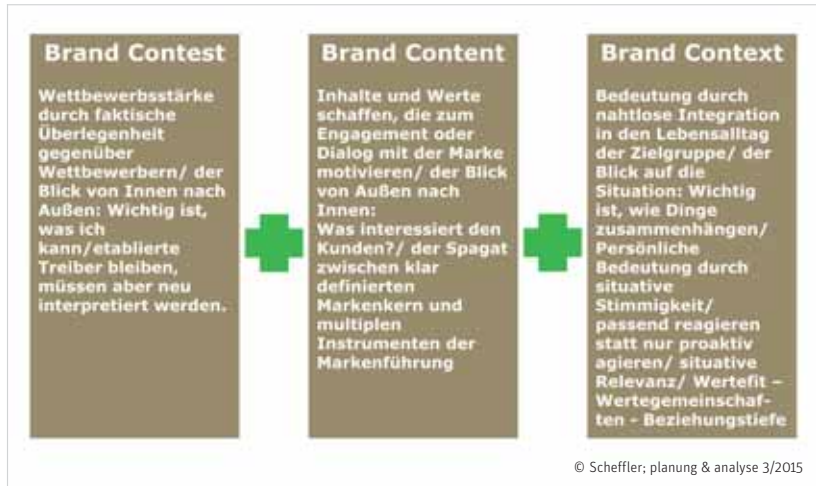 Brand Contest
Wettbewerbsstärke
durch faktische
Überlegenheit
gegenüber
Wettbewerbern/ der
Blick von Innen nach
Außen: Wichtig ist,
was ich
kann/etablierte
Treiber bleiben,
müssen aber neu
interpretiert werden.
Brand Content
Inhalte und Werte
schaffen, die zum
Engagement oder
Dialog mit der Marke
motivieren/ der Blick
von Außen nach
Innen:
Was interessiert den
Kunden?/ der Spagat
zwischen klar
definierten
Markenkern und
multiplen
Instrumenten der
Markenführung
Brand Context
Bedeutung durch
nahtlose Integration
in den Lebensalltag
der Zielgruppe/ der
Blick auf die
Situation: Wichtig
ist, wie Dinge
zusammenhängen/
Persönliche
Bedeutung durch
situative
Stimmigkeit/
passend reagieren
statt nur proaktiv
agieren/ situative
Relevanz/ Wertefit –
Wertegemeinschaf-
ten - Beziehungstiefe
© Scheffler; planung & analyse 3/2015